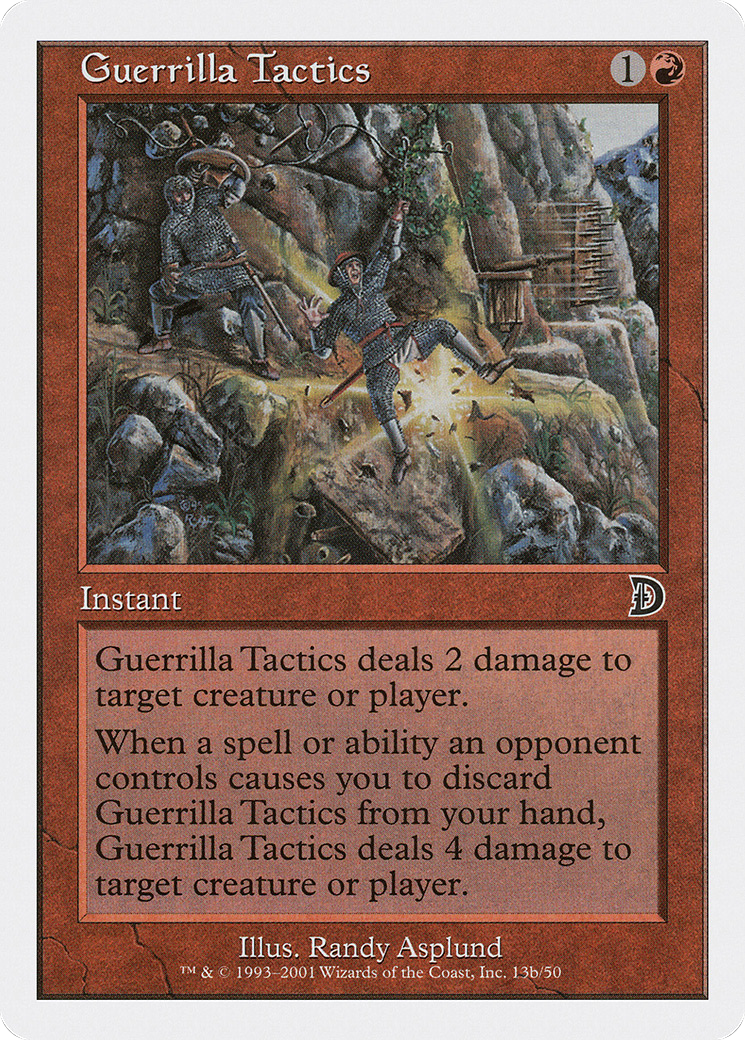 Guerrilla Tactics 1
Instant
Guerrilla Tactics deals 2 damage to
target creature or player.
When a spell or ability an opponent
controls causes you to discard
Guerrilla Tactics from your hand,
Guerrilla Tactics deals 4 damage to
target creature or player.
Illus. Randy Asplund
™ & © 1993–2001 Wizards of the Coast, Inc. 13b/50